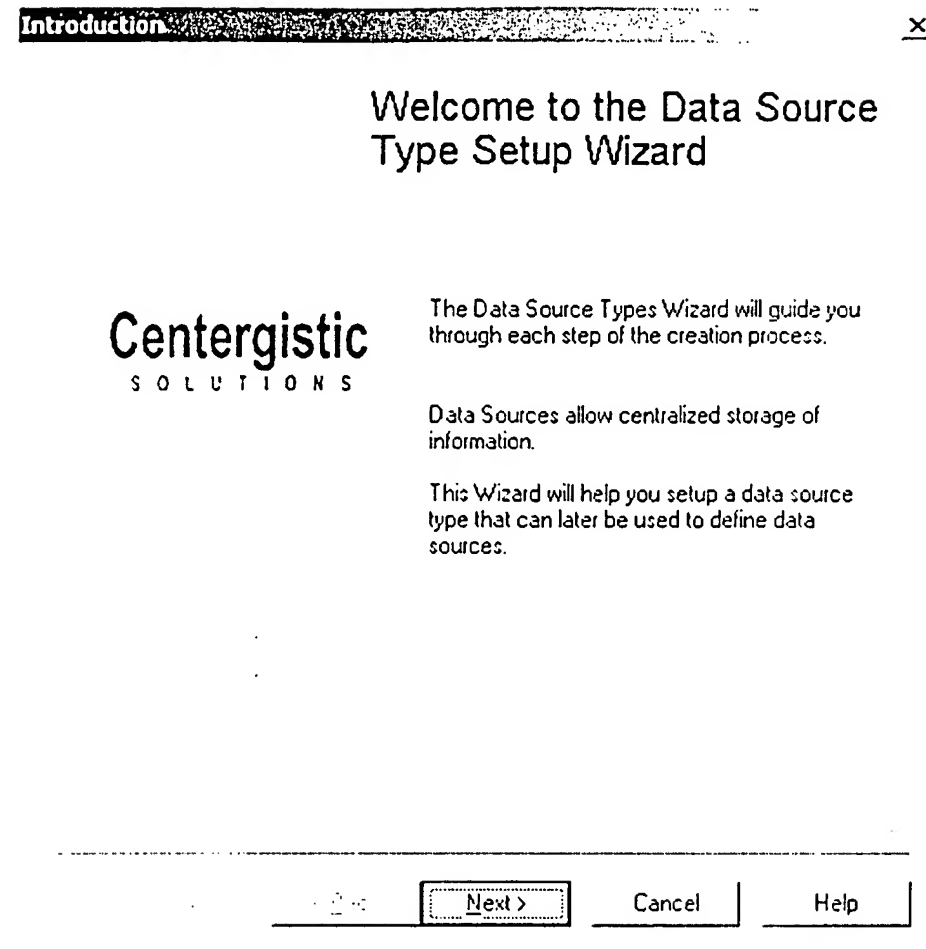 Introduction
Welcome to the Data Source
Type Setup Wizard
Centergistic
SOLUTIONS
The Data Source Types Wizard will guide you
through each step of the creation process.
Data Sources allow centralized storage of
information.
This Wizard will help you setup a data source
type that can later be used to define data
sources.
Next >
Cancel
Help